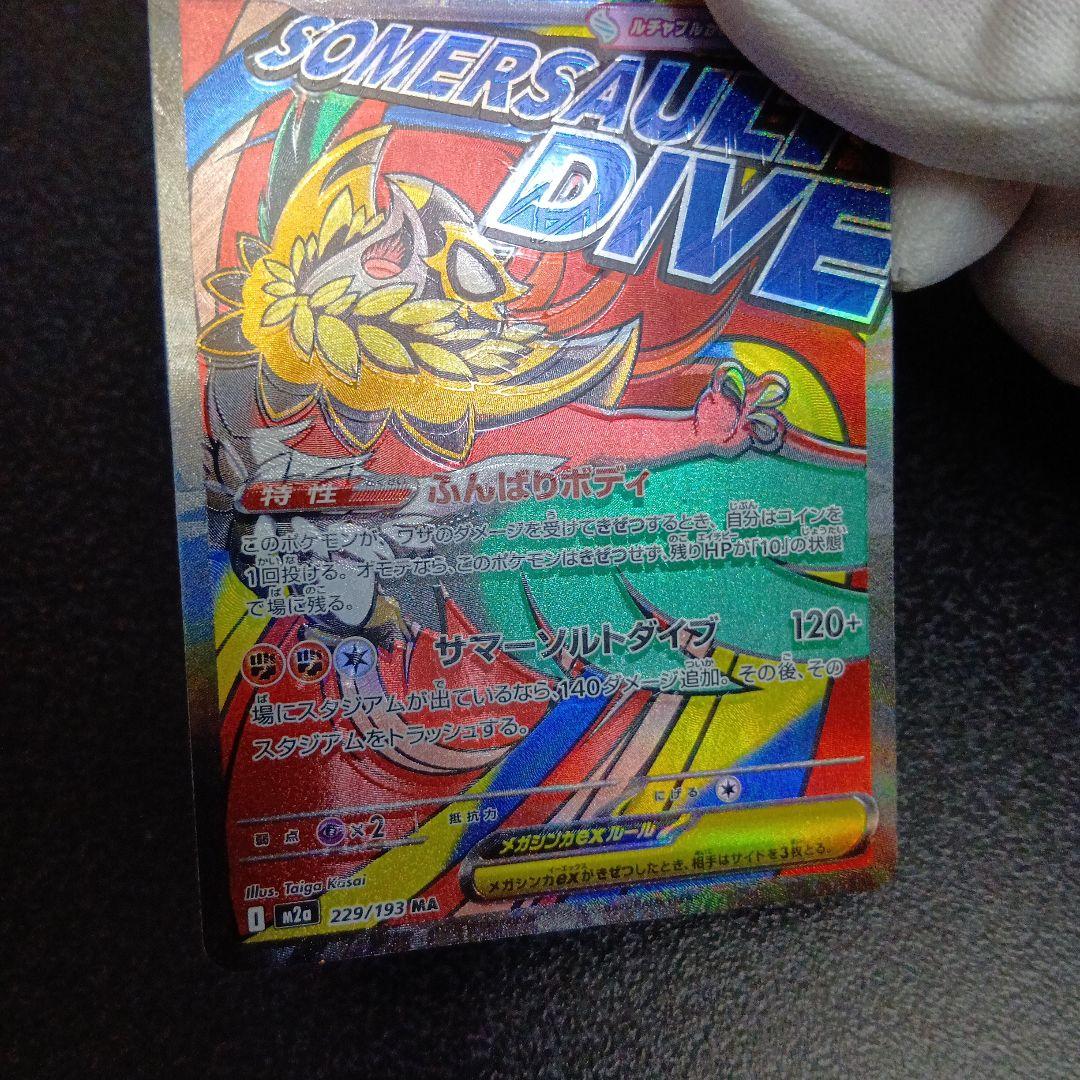 ルチャブルか
SOMERSAULT
DIVE
特性 ふんばりボディ
このポケモンが、ワザのダメージを受けてきぜつするとき、自分はコインを
1回投げる。オモテなら、このポケモンはきぜつせず、残りHPが「10」の状態
で場に残る。
サマーソルトダイブ 120+
場にスタジアムが出ているなら、140ダメージ追加。その後、その
スタジアムをトラッシュする。
弱点 ×2 抵抗力 にげる
メガシンカexルール
メガシンカexがきぜつしたとき、相手はサイドを3枚とる。
Illus. Taiga Kasai
I m2a 229/193 MA